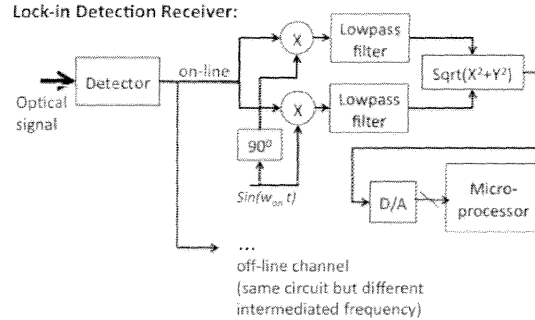 Lock-in Detection Receiver:
Optical
signal
Detector
on-line
X
X
90⁰
Sin(w_on t)
Lowpass
filter
Lowpass
filter
Sqrt(X²+Y²)
D/A
Micro-
processor
...
off-line channel
(same circuit but different
intermediated frequency)